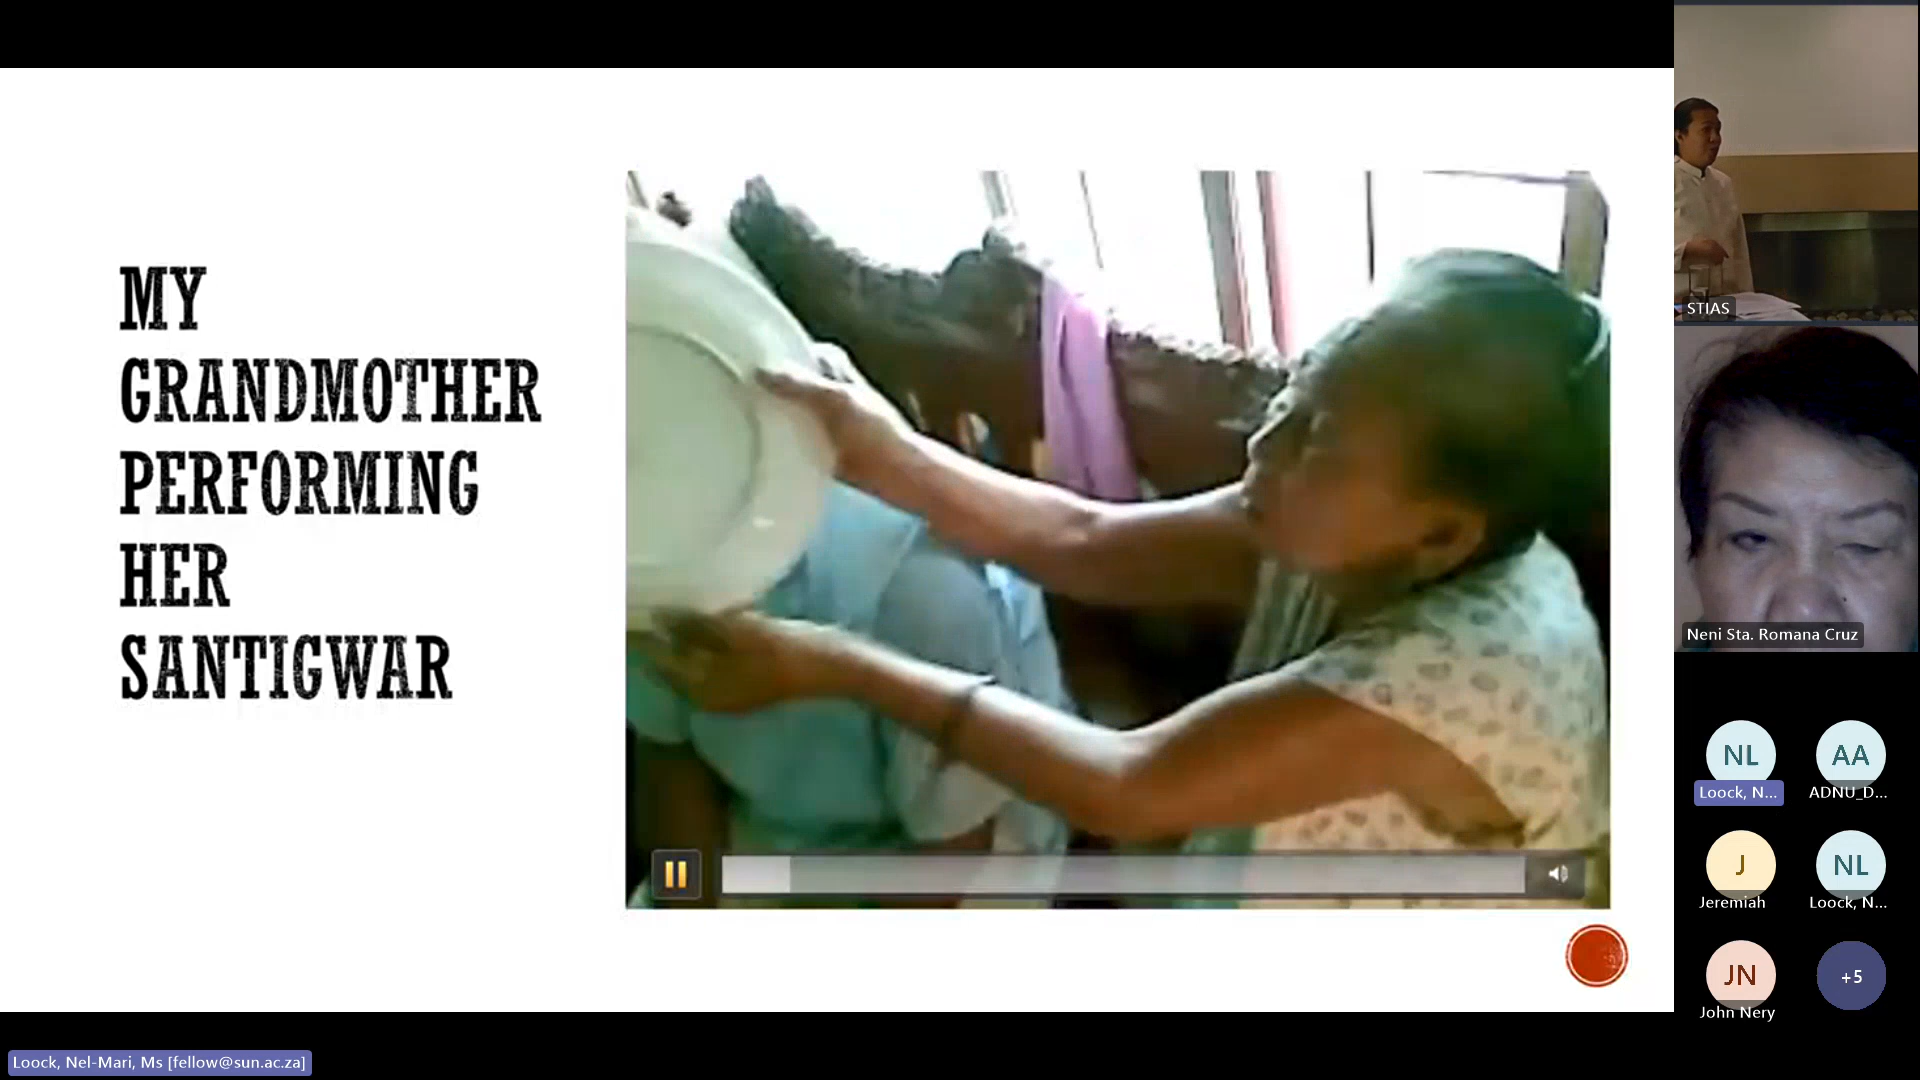 MY
GRANDMOTHER
PERFORMING
HER
SANTIGWAR
STIAS
Neni Sta. Romana Cruz
NL
Loock, N...
AA
ADNU_D...
J
Jeremiah
NL
Loock, N...
JN
John Nery
+5
Loock, Nel-Mari, Ms [fellow@sun.ac.za]